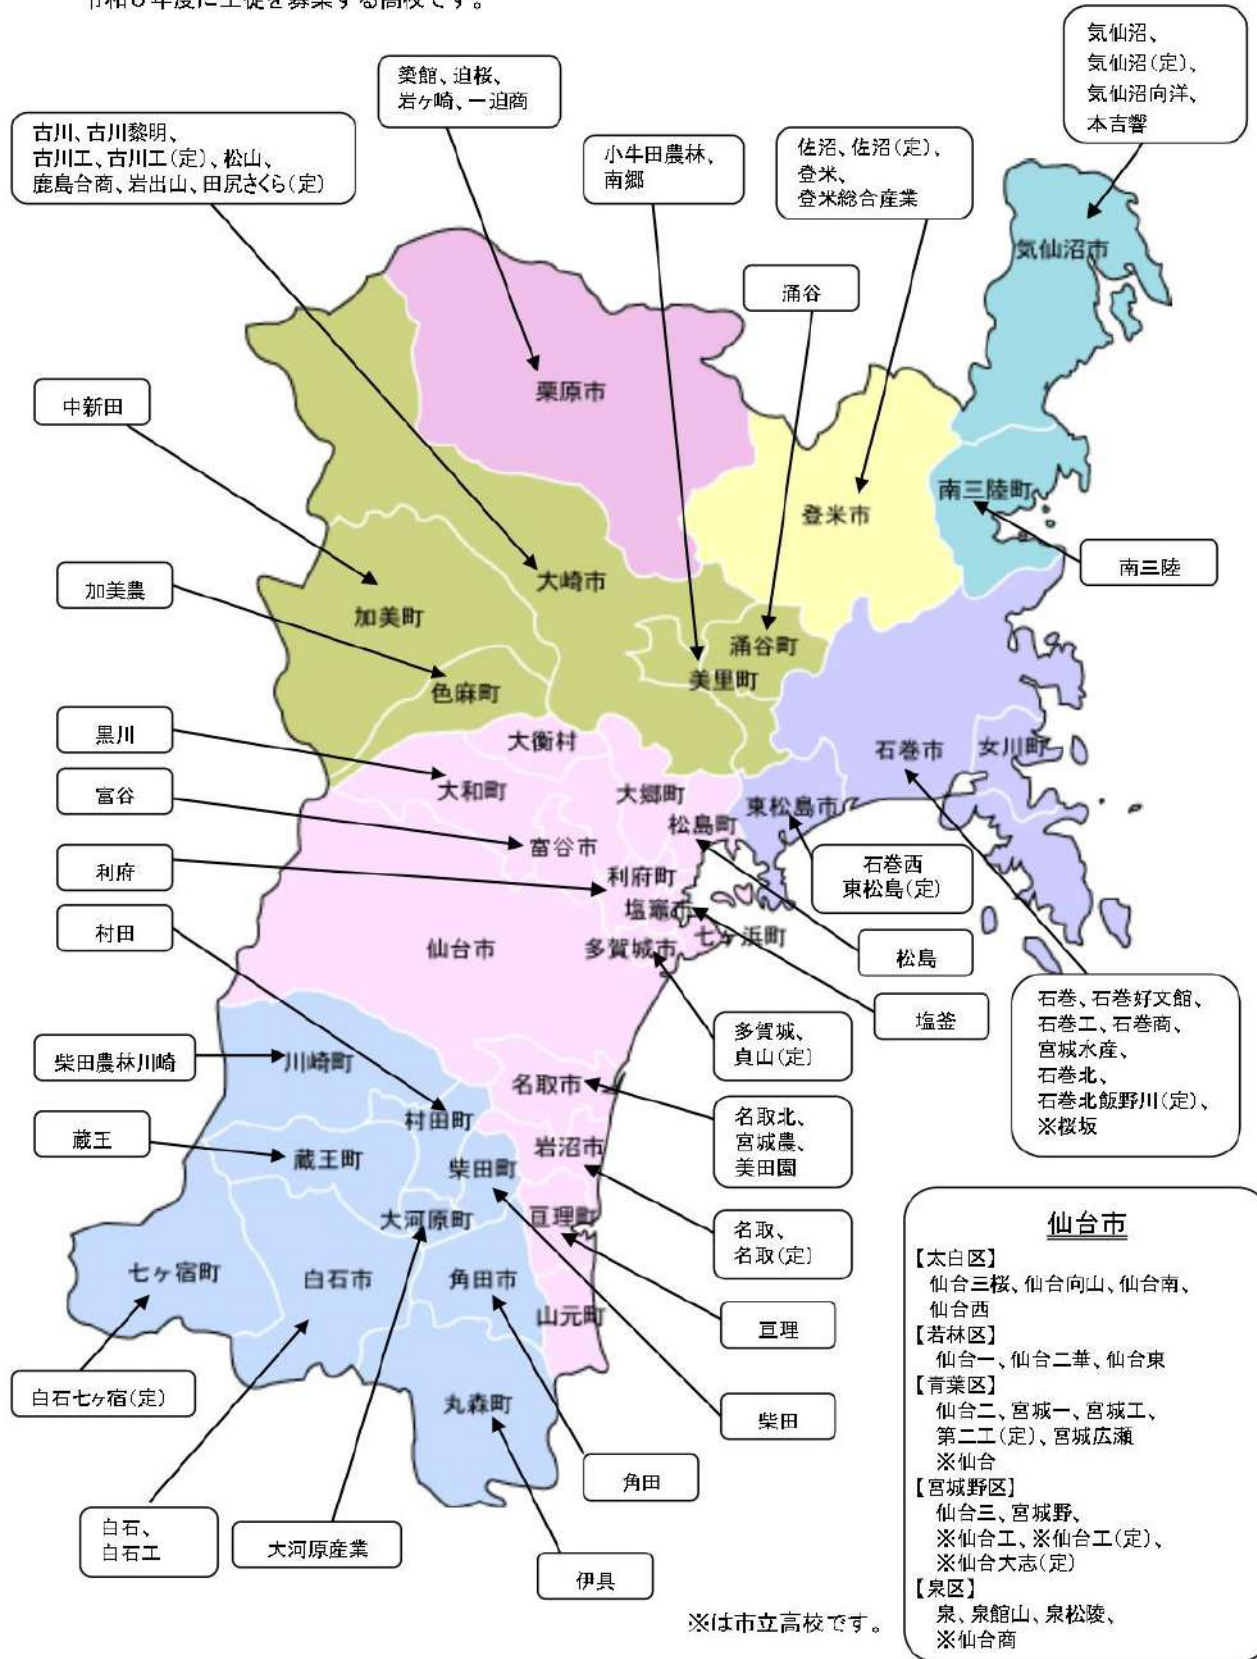 気仙沼、
気仙沼(定)、
気仙沼向洋、
本吉響
築館、迫桜、
岩ヶ崎、一迫商
古川、古川黎明、
古川工、古川工(定)、松山、
鹿島台商、岩出山、田尻さくら(定)
小牛田農林、
南郷
佐沼、佐沼(定)、
登米、
登米総合産業
涌谷
気仙沼市
栗原市
中新田
南三陸町
登米市
南三陸
加美農
大崎市
加美町
涌谷町
美里町
色麻町
黒川
大衡村
石巻市
女川町
富谷
大和町
大郷町
東松島市
松島町
富谷市
利府
利府町
石巻西
東松島(定)
塩竈市
村田
仙台市
多賀城市
七ヶ浜町
松島
塩釜
石巻、石巻好文館、
石巻工、石巻商、
宮城水産、
石巻北、
石巻北飯野川(定)、
※桜坂
多賀城、
貞山(定)
柴田農林川崎
川崎町
名取市
名取北、
宮城農、
美田園
村田町
蔵王
蔵王町
柴田町
岩沼市
名取、
名取(定)
大河原町
亘理町
七ヶ宿町
白石市
角田市
山元町
亘理
白石七ヶ宿(定)
丸森町
柴田
角田
白石、
白石工
大河原産業
伊具
仙台市
【太白区】
仙台三桜、仙台向山、仙台南、
仙台西
【若林区】
仙台一、仙台二華、仙台東
【青葉区】
仙台二、宮城一、宮城工、
第二工(定)、宮城広瀬
※仙台
【宮城野区】
仙台三、宮城野、
※仙台工、※仙台工(定)、
※仙台大志(定)
【泉区】
泉、泉館山、泉松陵、
※仙台商
※は市立高校です。